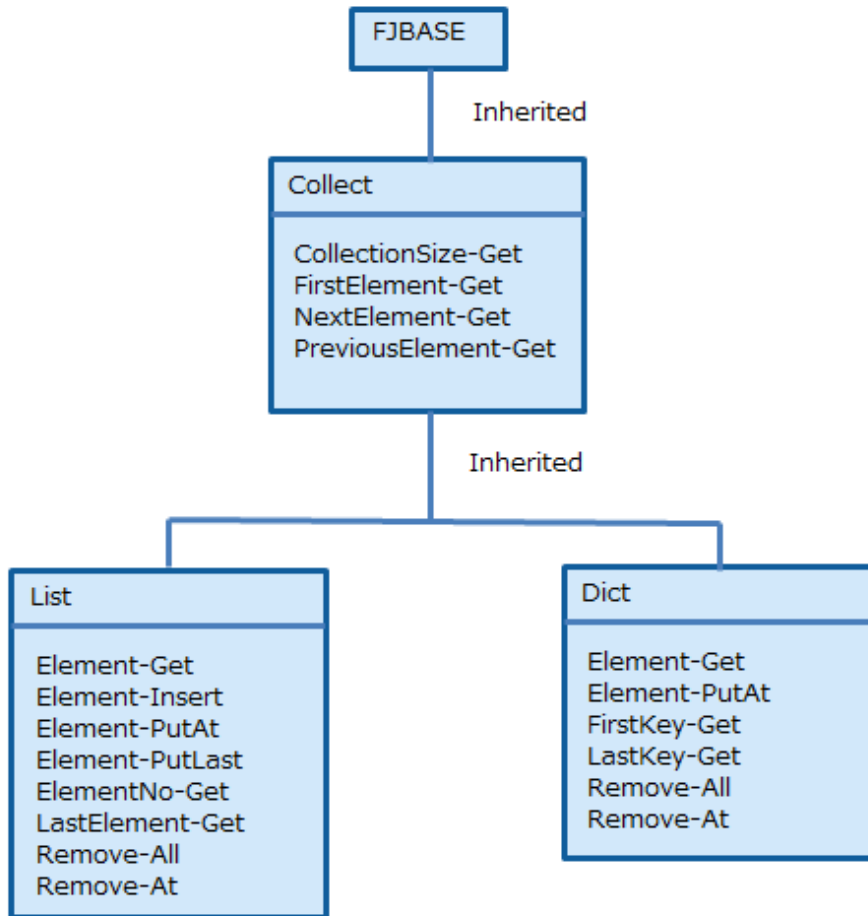 FJBASE
Inherited
Collect
CollectionSize-Get
FirstElement-Get
NextElement-Get
PreviousElement-Get
Inherited
List
Element-Get
Element-Insert
Element-PutAt
Element-PutLast
ElementNo-Get
LastElement-Get
Remove-All
Remove-At
Dict
Element-Get
Element-PutAt
FirstKey-Get
LastKey-Get
Remove-All
Remove-At